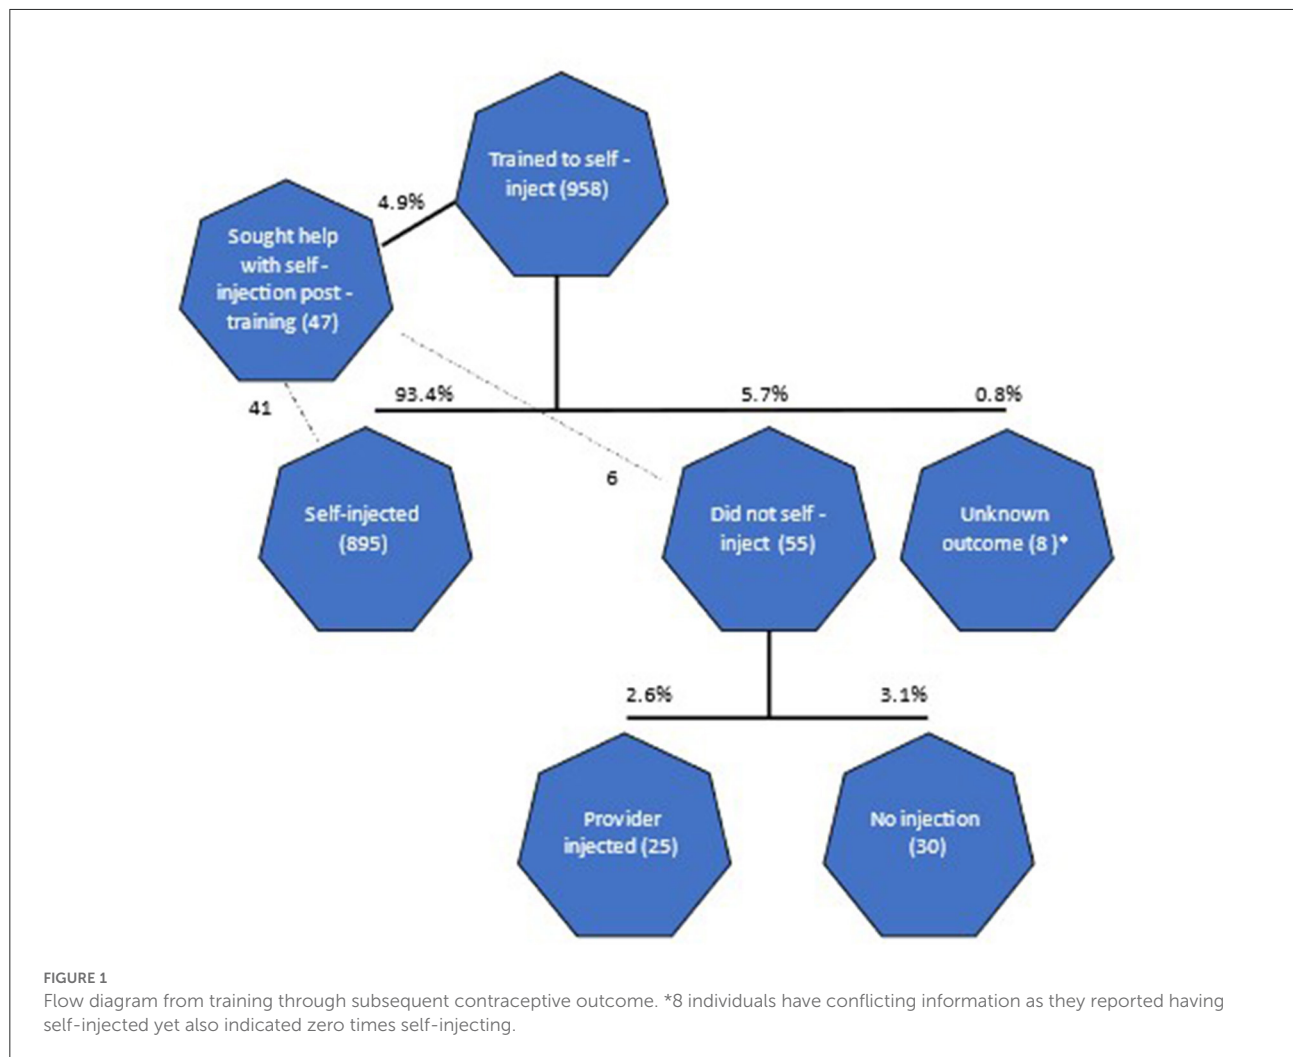 Trained to self -
inject (958)
4.9%
Sought help
with self -
injection post -
training (47)
93.4%
5.7%
0.8%
41
6
Self-injected
(895)
Did not self -
inject (55)
Unknown
outcome (8 )*
2.6%
3.1%
Provider
injected (25)
No injection
(30)
FIGURE 1
Flow diagram from training through subsequent contraceptive outcome. *8 individuals have conflicting information as they reported having
self-injected yet also indicated zero times self-injecting.